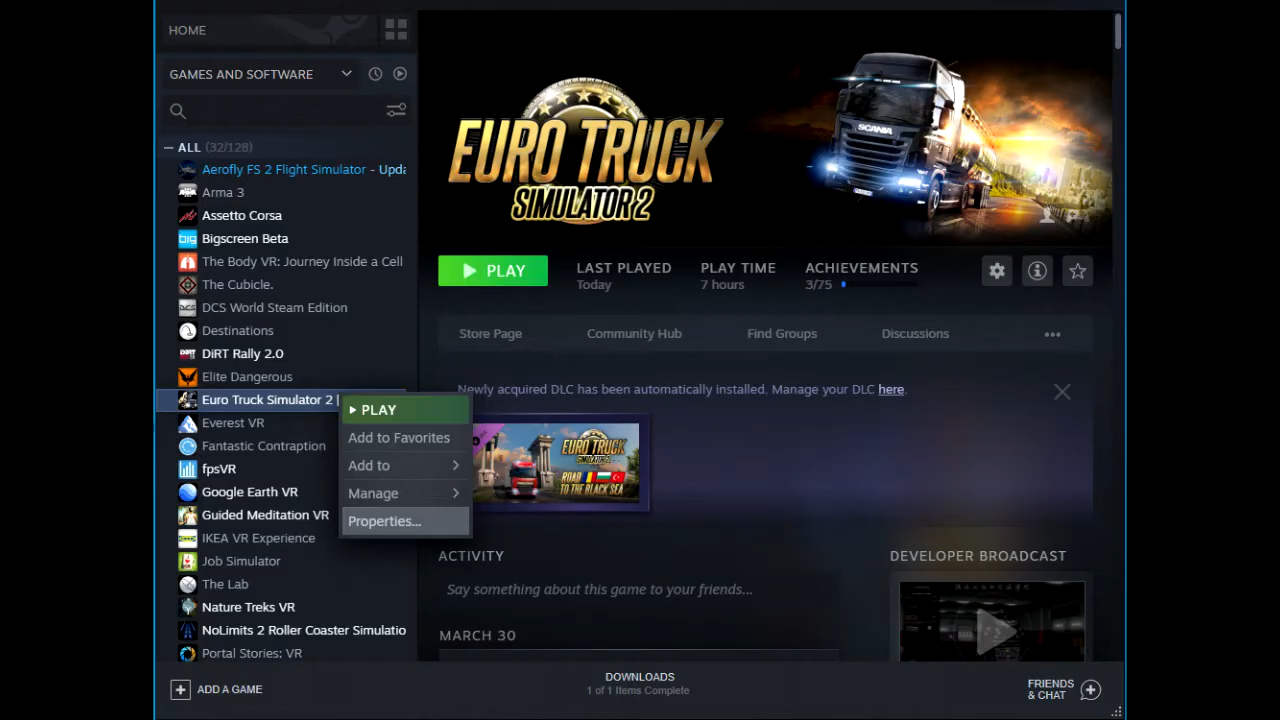 HOME
GAMES AND SOFTWARE
ALL (32/128)
Aerofly FS 2 Flight Simulator - Upda
Arma 3
Assetto Corsa
Bigscreen Beta
The Body VR: Journey Inside a Cell
The Cubicle.
DCS World Steam Edition
Destinations
DiRT Rally 2.0
Elite Dangerous
Euro Truck Simulator 2 |
Everest VR
Fantastic Contraption
fpsVR
Google Earth VR
Guided Meditation VR
IKEA VR Experience
Job Simulator
The Lab
Nature Treks VR
NoLimits 2 Roller Coaster Simulatio
Portal Stories: VR
PLAY
Add to Favorites
Add to
Manage
Properties...
EURO TRUCK
SIMULATOR 2
SCANIA
PLAY
LAST PLAYED
Today
PLAY TIME
7 hours
ACHIEVEMENTS
3/75
Store Page
Community Hub
Find Groups
Discussions
Newly acquired DLC has been automatically installed. Manage your DLC here.
EURO TRUCK
SIMULATOR 2
ROAD
TO THE BLACK SEA
ACTIVITY
Say something about this game to your friends...
MARCH 30
DEVELOPER BROADCAST
ADD A GAME
DOWNLOADS
1 of 1 Items Complete
FRIENDS
& CHAT